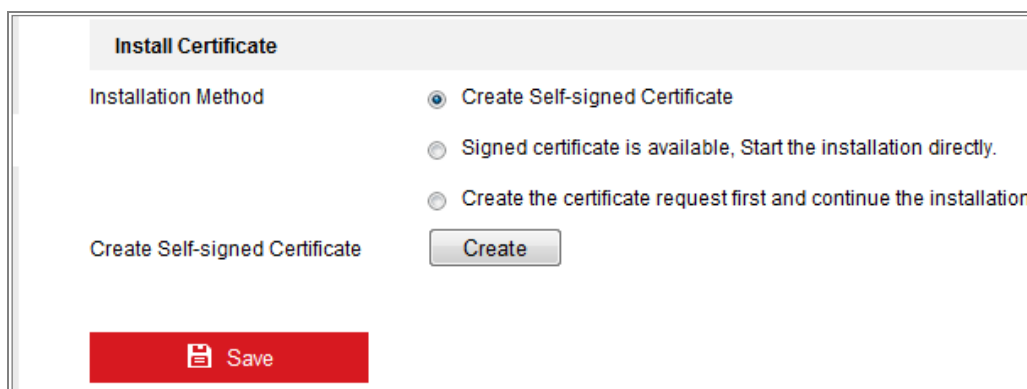 Install Certificate
Installation Method
Create Self-signed Certificate
Signed certificate is available, Start the installation directly.
Create the certificate request first and continue the installation
Create Self-signed Certificate
Create
Save